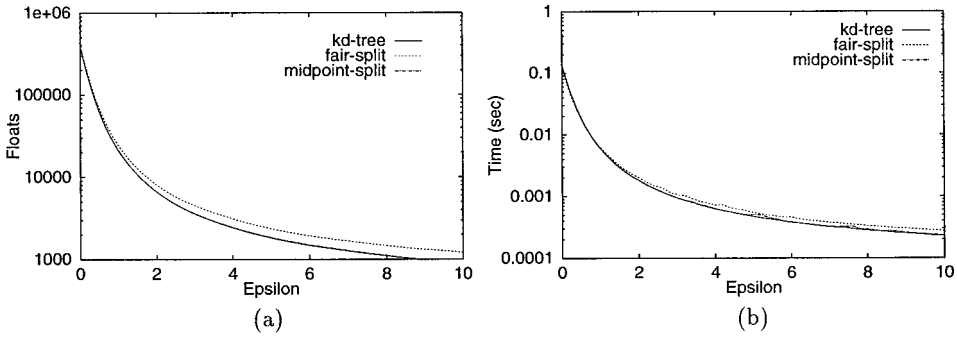 1e+06
100000
10000
1000
Floats
kd-tree
fair-split
midpoint-split
0 2 4 6 8 10
Epsilon
(a)
1
0.1
0.01
0.001
0.0001
Time (sec)
kd-tree
fair-split
midpoint-split
0 2 4 6 8 10
Epsilon
(b)